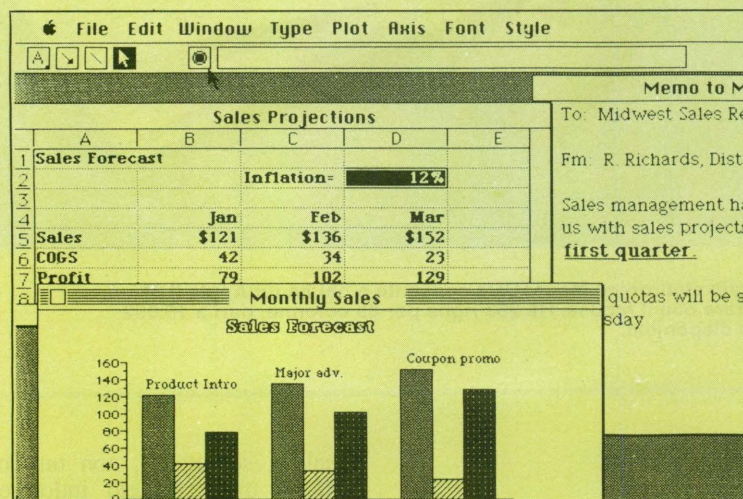 File Edit Window Type Plot Axis Font Style
A
Memo to M
Sales Projections
To: Midwest Sales Re
A B C D E
1 Sales Forecast
Fm: R. Richards, Dist
2 Inflation= 12%
3
Sales management ha
4 Jan Feb Mar
us with sales projects
5 Sales $121 $136 $152
first quarter.
6 COGS 42 34 23
7 Profit 79 102 129
8
Monthly Sales
quotas will be s
sday
Sales Forecast
160
Product Intro
Major adv.
Coupon promo
140
120
100
80
60
40
20
0